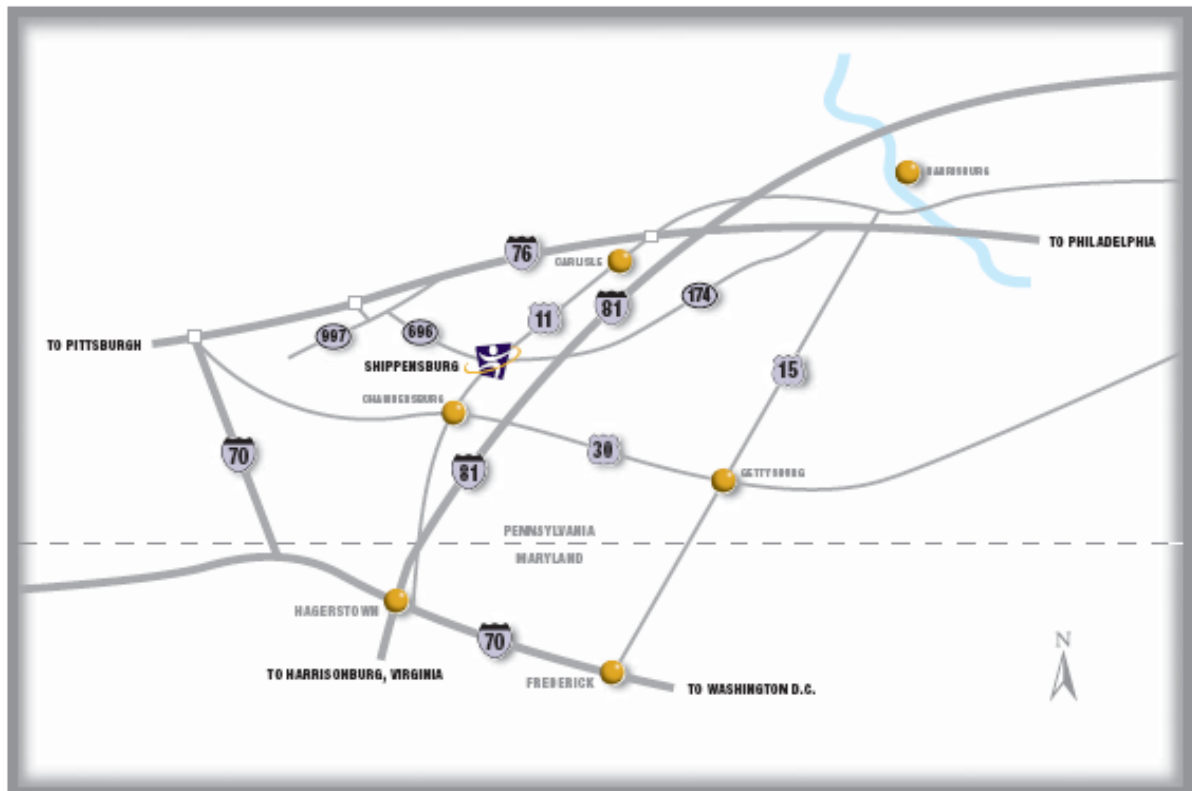 HARRISBURG
TO PHILADELPHIA
76
CARLISLE
174
81
11
997
696
TO PITTSBURGH
SHIPPENSBURG
15
CHAMBERSBURG
30
70
81
GETTYSBURG
PENNSYLVANIA
MARYLAND
HAGERSTOWN
70
N
TO HARRISONBURG, VIRGINIA
FREDERICK
TO WASHINGTON D.C.